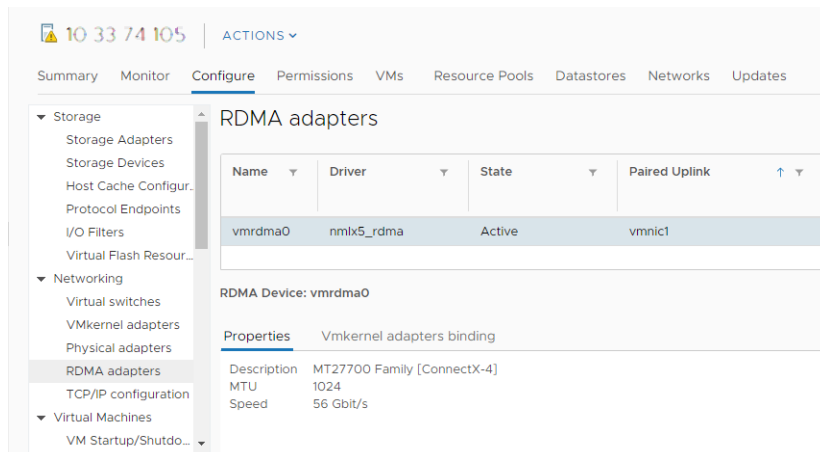 10 33 74 105 ACTIONS
Summary Monitor Configure Permissions VMs Resource Pools Datastores Networks Updates
Storage
Storage Adapters
Storage Devices
Host Cache Configur..
Protocol Endpoints
I/O Filters
Virtual Flash Resour...
Networking
Virtual switches
VMkernel adapters
Physical adapters
RDMA adapters
TCP/IP configuration
Virtual Machines
VM Startup/Shutdo...
RDMA adapters
Name Driver State Paired Uplink
vmrdma0 nmlx5_rdma Active vmnic1
RDMA Device: vmrdma0
Properties Vmkernel adapters binding
Description MT27700 Family [ConnectX-4]
MTU 1024
Speed 56 Gbit/s